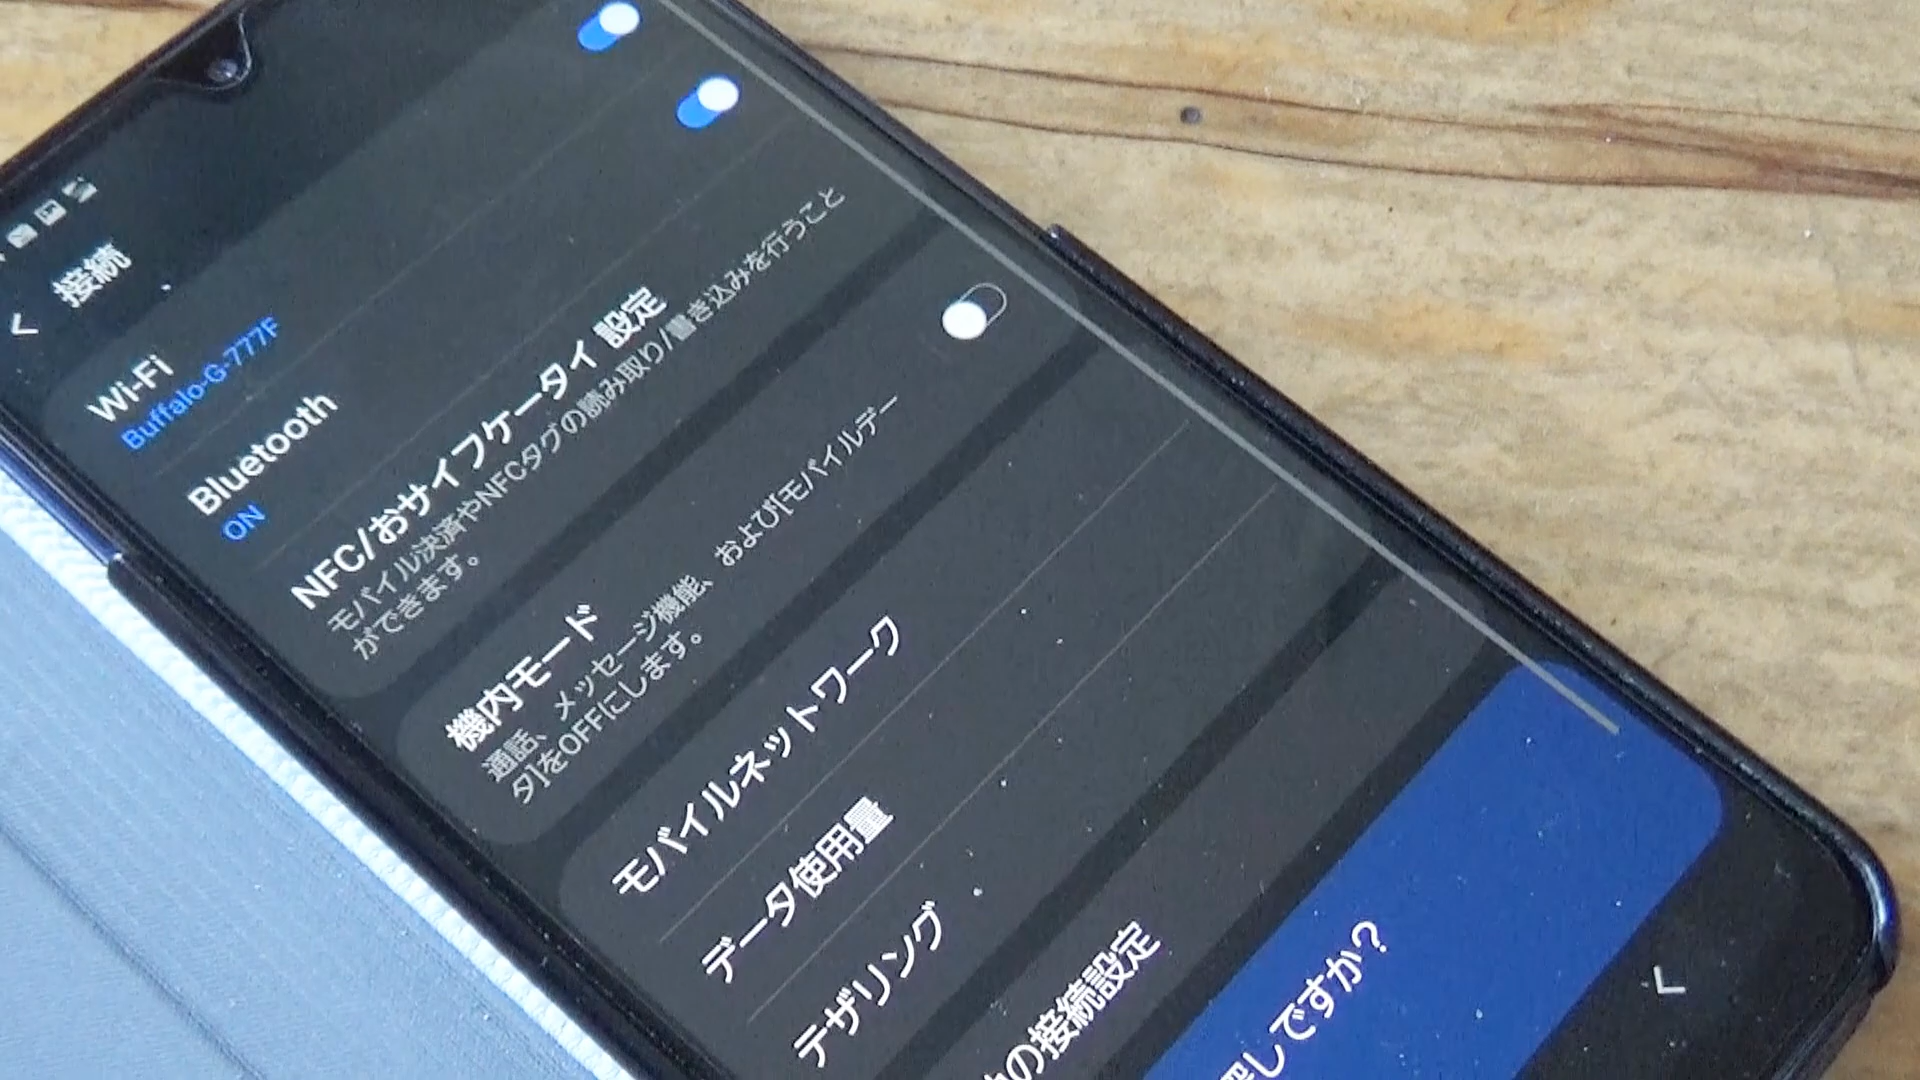 接続
Wi-Fi
Buffalo-G-777F
Bluetooth
ON
NFC/おサイフケータイ 設定
モバイル決済やNFCタグの読み取り/書き込みを行うこと
ができます。
機内モード
通話、メッセージ機能、および[モバイルデー
タ]をOFFにします。
モバイルネットワーク
データ使用量
テザリング
の接続設定
探しですか?